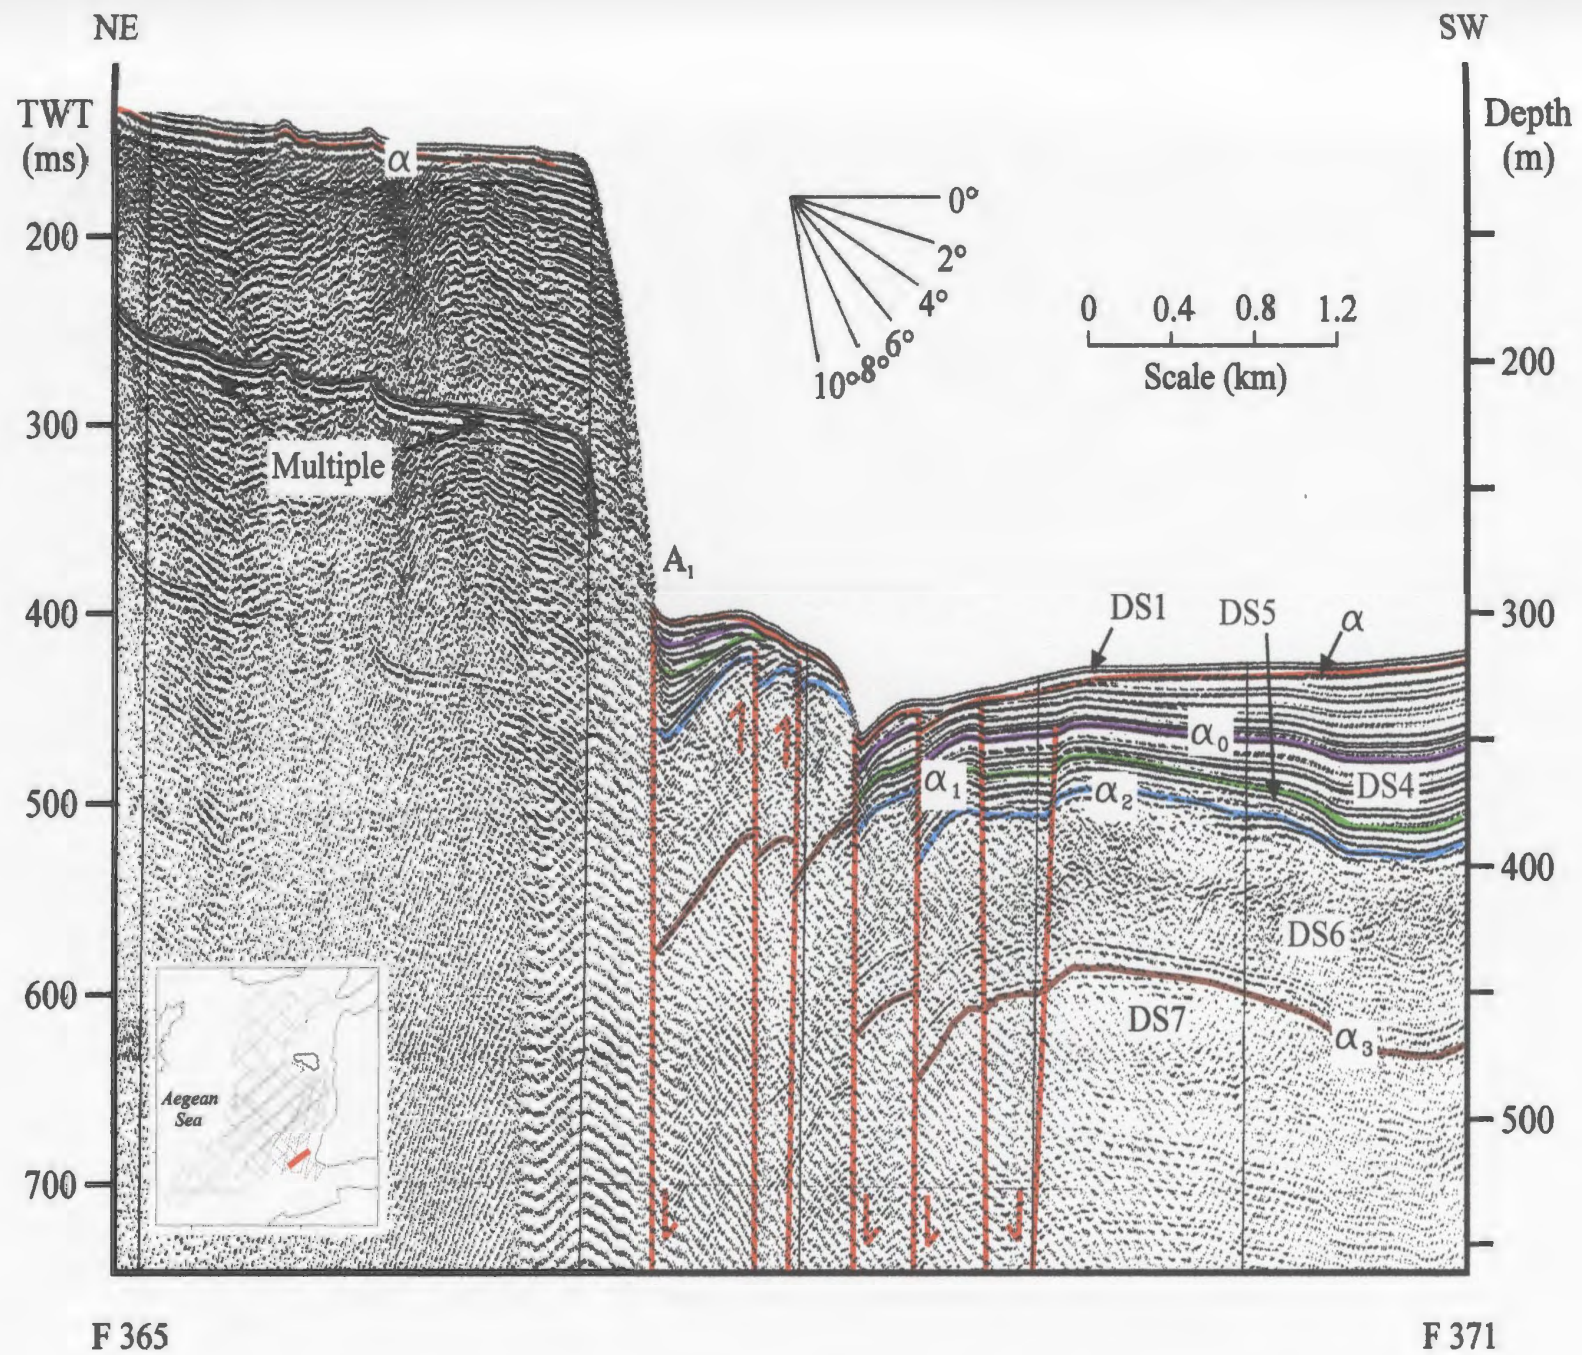 NE
SW
TWT
(ms)
Depth
(m)
α
200
0°
2°
4°
6°
8°
10°
0 0.4 0.8 1.2
Scale (km)
200
300
Multiple
A₁
400
DS1
DS5
α
300
α₀
α₁
α₂
DS4
500
400
DS6
600
DS7
α₃
Aegean
Sea
500
700
F 365
F 371